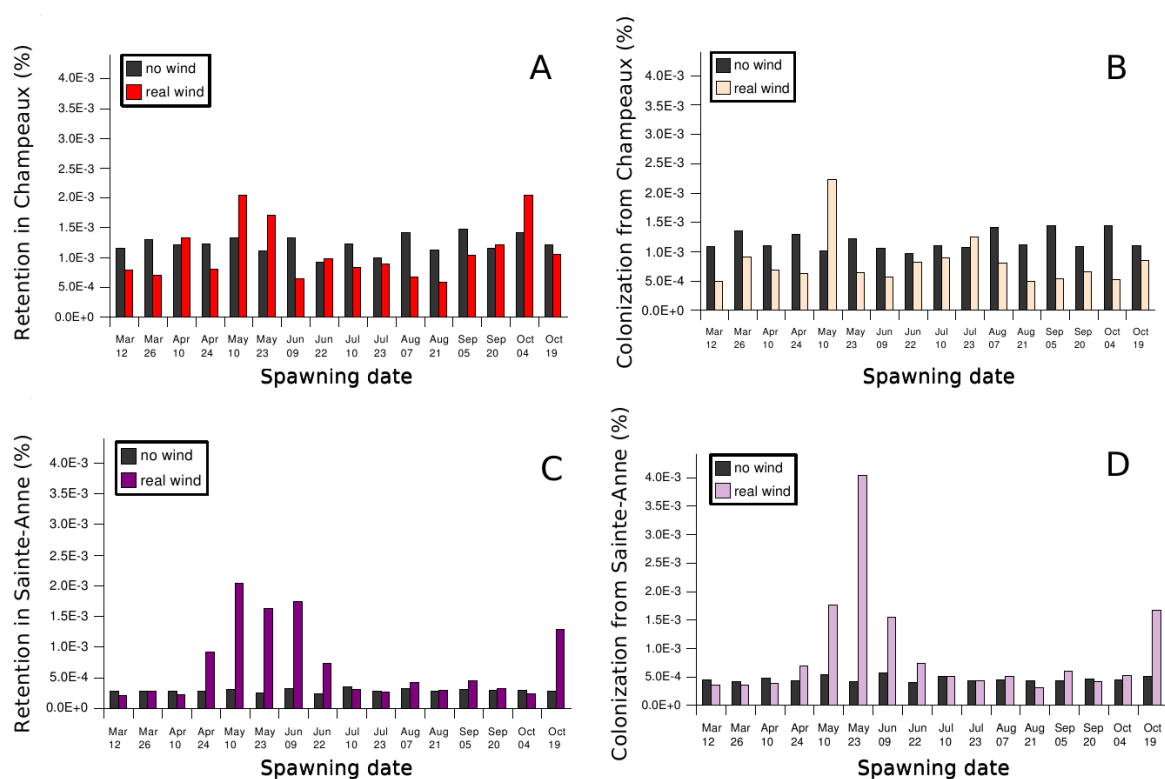 Retention in Champeaux (%)
4.0E-3
3.5E-3
3.0E-3
2.5E-3
2.0E-3
1.5E-3
1.0E-3
5.0E-4
0.0E+0
no wind
real wind
A
Mar Mar Apr Apr May May Jun Jun Jul Jul Aug Aug Sep Sep Oct Oct
12 26 10 24 10 23 09 22 10 23 07 21 05 20 04 19
Spawning date
Colonization from Champeaux (%)
4.0E-3
3.5E-3
3.0E-3
2.5E-3
2.0E-3
1.5E-3
1.0E-3
5.0E-4
0.0E+0
no wind
real wind
B
Mar Mar Apr Apr May May Jun Jun Jul Jul Aug Aug Sep Sep Oct Oct
12 26 10 24 10 23 09 22 10 23 07 21 05 20 04 19
Spawning date
Retention in Sainte-Anne (%)
4.0E-3
3.5E-3
3.0E-3
2.5E-3
2.0E-3
1.5E-3
1.0E-3
5.0E-4
0.0E+0
no wind
real wind
C
Mar Mar Apr Apr May May Jun Jun Jul Jul Aug Aug Sep Sep Oct Oct
12 26 10 24 10 23 09 22 10 23 07 21 05 20 04 19
Spawning date
Colonization from Sainte-Anne (%)
4.0E-3
3.5E-3
3.0E-3
2.5E-3
2.0E-3
1.5E-3
1.0E-3
5.0E-4
0.0E+0
no wind
real wind
D
Mar Mar Apr Apr May May Jun Jun Jul Jul Aug Aug Sep Sep Oct Oct
12 26 10 24 10 23 09 22 10 23 07 21 05 20 04 19
Spawning date